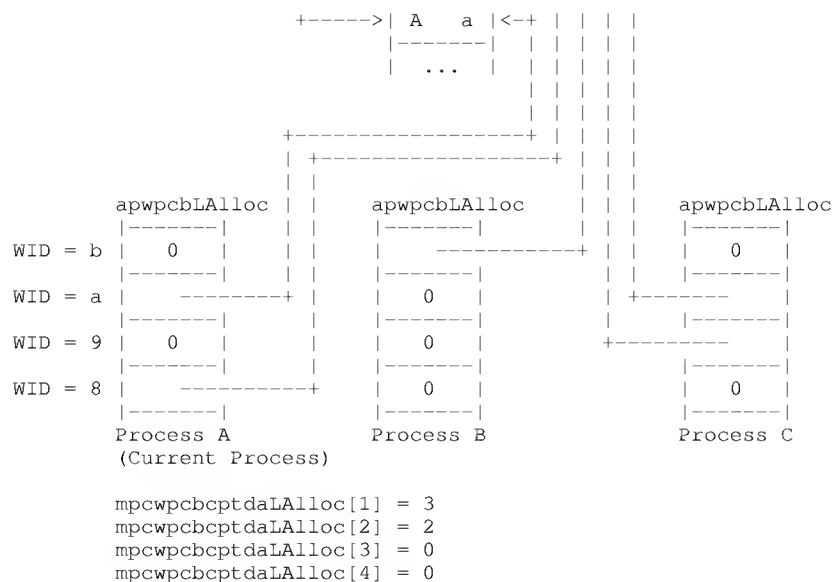 +----->| A   a |<-+ | | | |
|-------| | | | | |
| ... | | | | | |
| | | | |
+------------------+ | | | |
| +------------------+ | | |
| | | | |
apwpcbLAlloc | | apwpcbLAlloc | | | apwpcbLAlloc
|-------| | | |-------| | | | |-------|
WID = b | 0 | | | | -----------+ | | | 0 |
|-------| | | |-------| | | |-------|
WID = a | --------+ | | 0 | | +------- |
|-------| | |-------| | |-------|
WID = 9 | 0 | | | 0 | +--------- |
|-------| | |-------| |-------|
WID = 8 | ----------+ | 0 | | 0 |
|-------| |-------| |-------|
Process A Process B Process C
(Current Process)
mpcwpcbcptdaLAlloc[1] = 3
mpcwpcbcptdaLAlloc[2] = 2
mpcwpcbcptdaLAlloc[3] = 0
mpcwpcbcptdaLAlloc[4] = 0